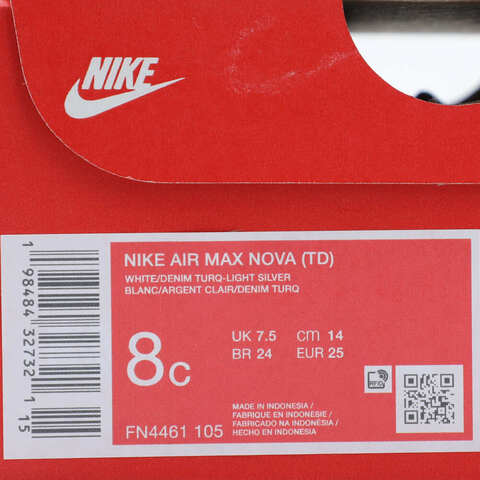 NIKE
NIKE AIR MAX NOVA (TD)
WHITE/DENIM TURQ-LIGHT SILVER
BLANC/ARGENT CLAIR/DENIM TURQ
8C
UK 7.5 cm 14
BR 24 EUR 25
RFID
MADE IN INDONESIA /
FABRIQUE EN INDONESIE /
FABRICADO NA INDONÉSIA /
HECHO EN INDONESIA
FN4461 105
1 98484 32732 15